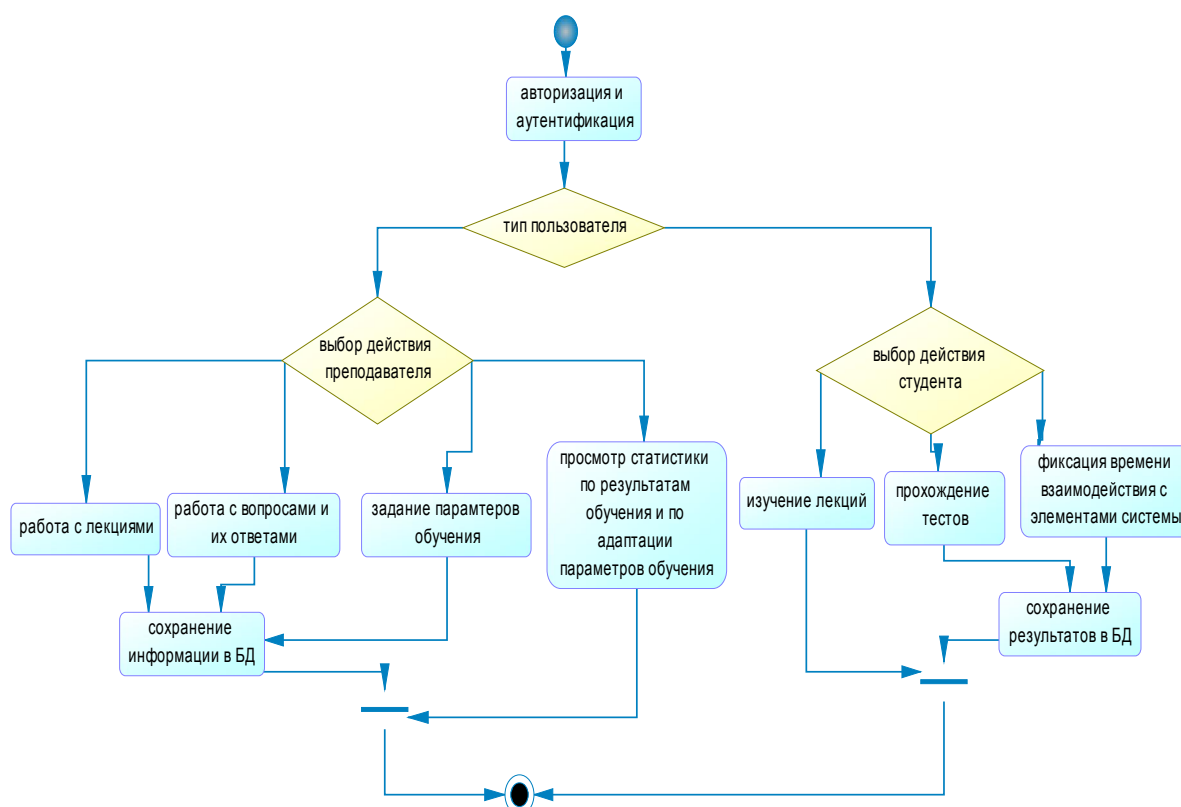 авторизация и
аутентификация
тип пользователя
выбор действия
преподавателя
выбор действия
студента
работа с лекциями
работа с вопросами и
их ответами
задание парамтеров
обучения
просмотр статистики
по результатам
обучения и по
адаптации
параметров обучения
изучение лекций
прохождение
тестов
фиксация времени
взаимодействия с
элементами системы
сохранение
информации в БД
сохранение
результатов в БД